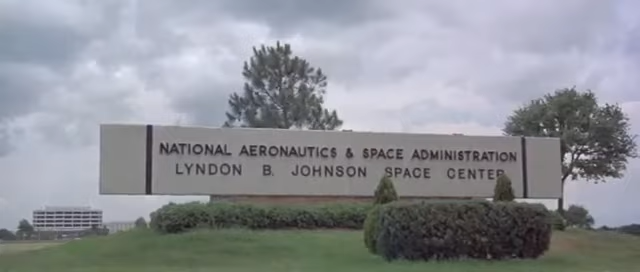 NATIONAL AERONAUTICS & SPACE ADMINISTRATION
LYNDON B. JOHNSON SPACE CENTER